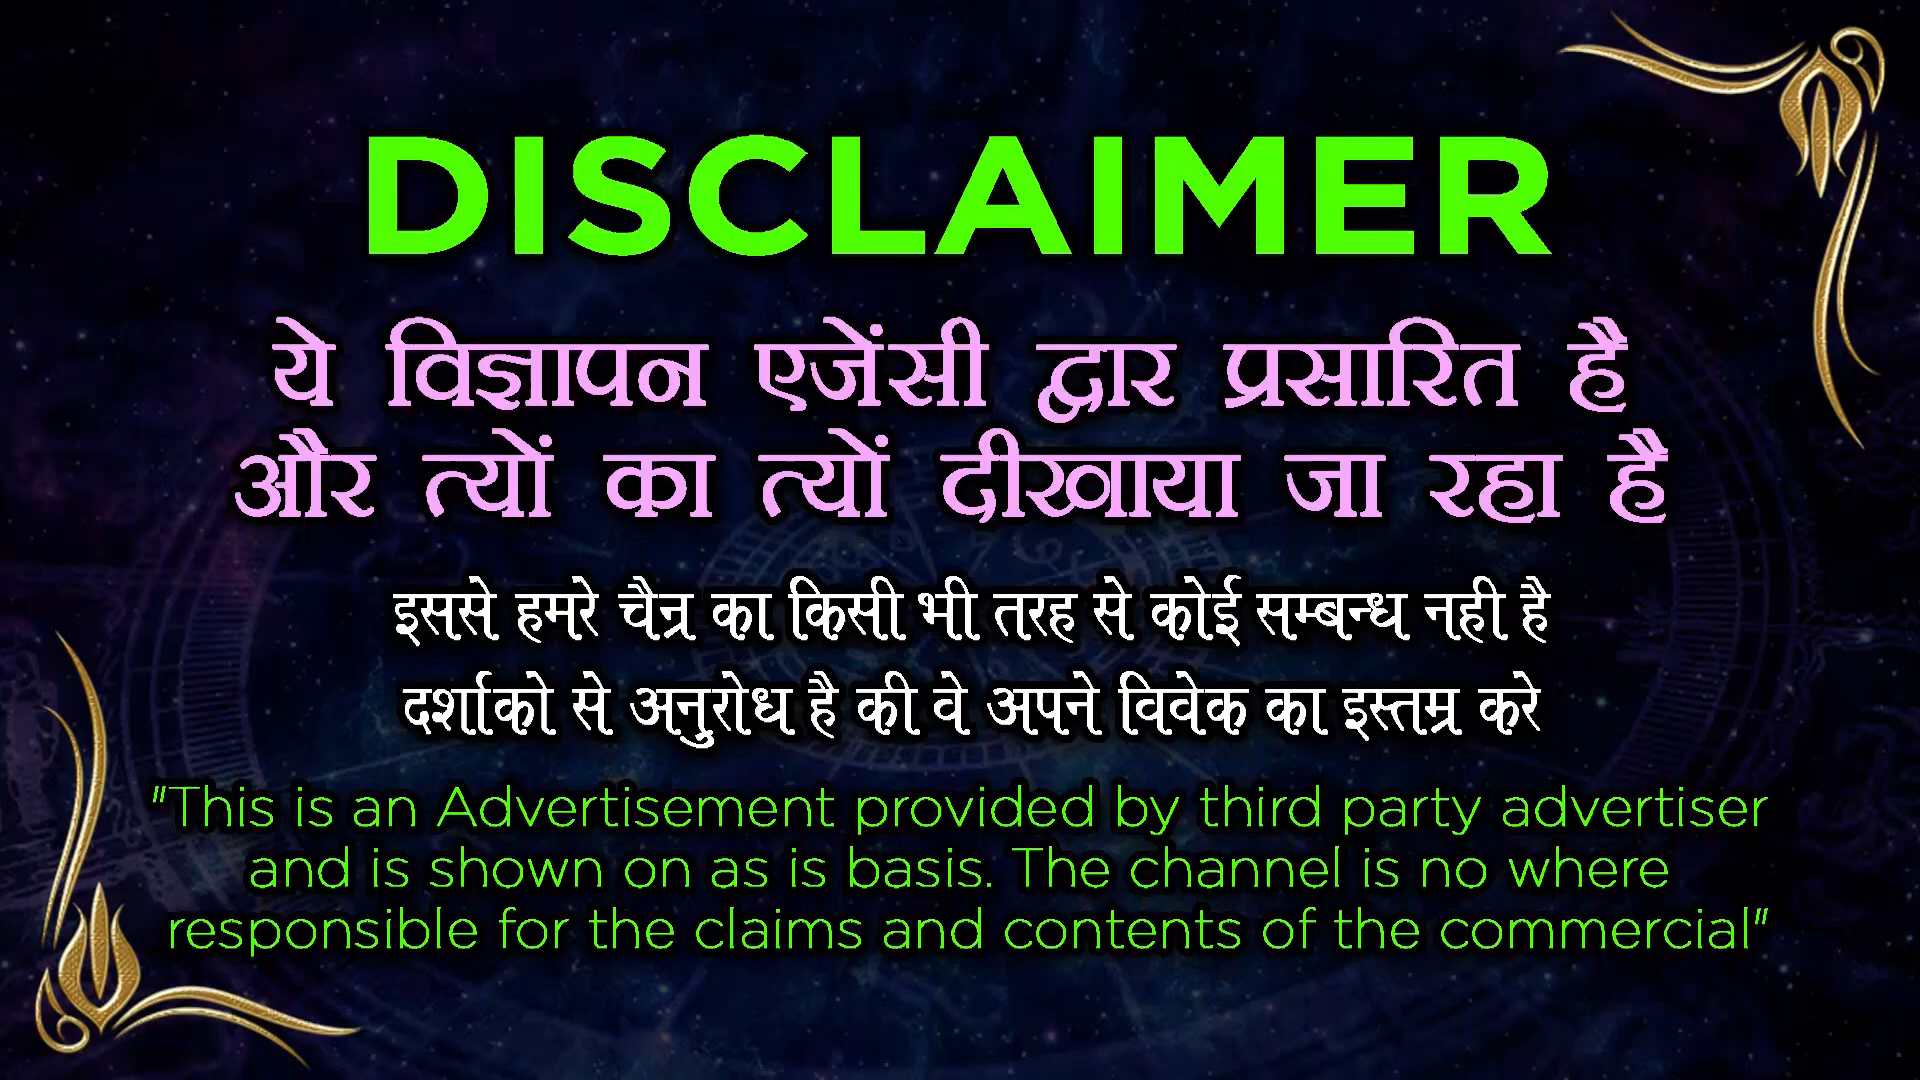 DISCLAIMER
ये विज्ञापन एजेंसी द्वार प्रसारित है
और त्यों का त्यों दीखाया जा रहा है
इससे हमरे चैन्र का किसी भी तरह से कोई सम्बन्ध नही है
दर्शाको से अनुरोध है की वे अपने विवेक का इस्तम्र करे
"This is an Advertisement provided by third party advertiser
and is shown on as is basis. The channel is no where
responsible for the claims and contents of the commercial"